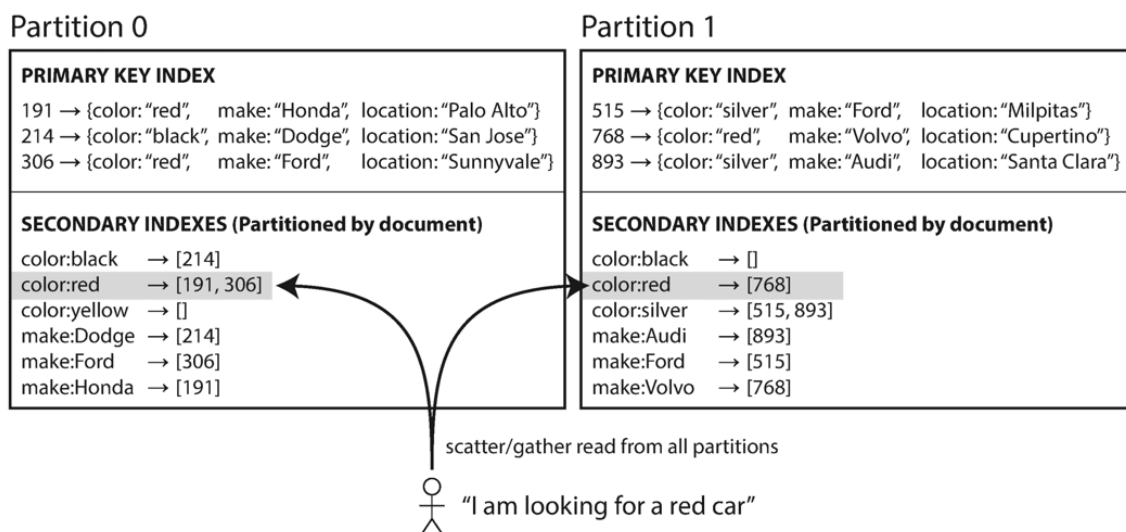 Partition 0
PRIMARY KEY INDEX
191 → {color: “red”, make: “Honda”, location: “Palo Alto”}
214 → {color: “black”, make: “Dodge”, location: “San Jose”}
306 → {color: “red”, make: “Ford”, location: “Sunnyvale”}
SECONDARY INDEXES (Partitioned by document)
color:black → [214]
color:red → [191, 306]
color:yellow → []
make:Dodge → [214]
make:Ford → [306]
make:Honda → [191]
Partition 1
PRIMARY KEY INDEX
515 → {color: “silver”, make: “Ford”, location: “Milpitas”}
768 → {color: “red”, make: “Volvo”, location: “Cupertino”}
893 → {color: “silver”, make: “Audi”, location: “Santa Clara”}
SECONDARY INDEXES (Partitioned by document)
color:black → []
color:red → [768]
color:silver → [515, 893]
make:Audi → [893]
make:Ford → [515]
make:Volvo → [768]
scatter/gather read from all partitions
“I am looking for a red car”